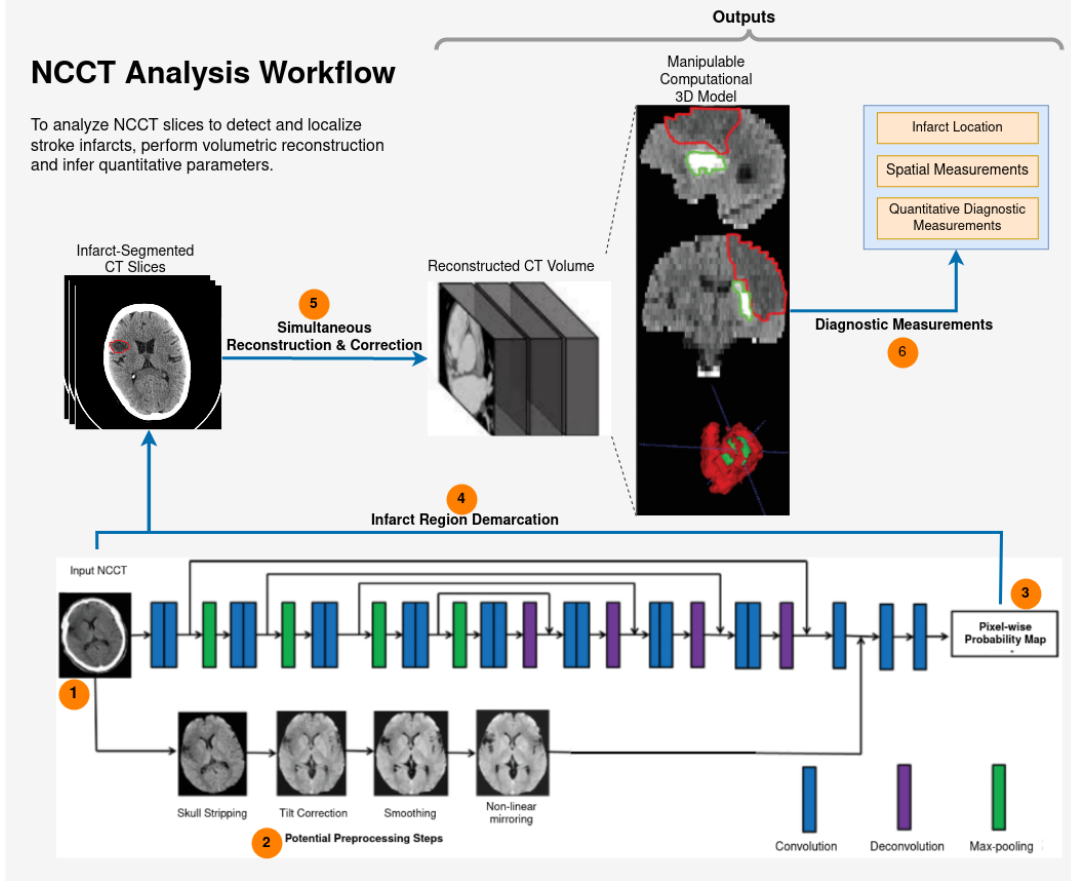 Outputs
NCCT Analysis Workflow
To analyze NCCT slices to detect and localize
stroke infarcts, perform volumetric reconstruction
and infer quantitative parameters.
Manipulable
Computational
3D Model
Infarct Location
Spatial Measurements
Quantitative Diagnostic
Measurements
Infarct-Segmented
CT Slices
5
Simultaneous
Reconstruction & Correction
Reconstructed CT Volume
Diagnostic Measurements
6
4
Infarct Region Demarcation
Input NCCT
1
3
Pixel-wise
Probability Map
-
Skull Stripping
Tilt Correction
Smoothing
Non-linear
mirroring
2
Potential Preprocessing Steps
Convolution
Deconvolution
Max-pooling